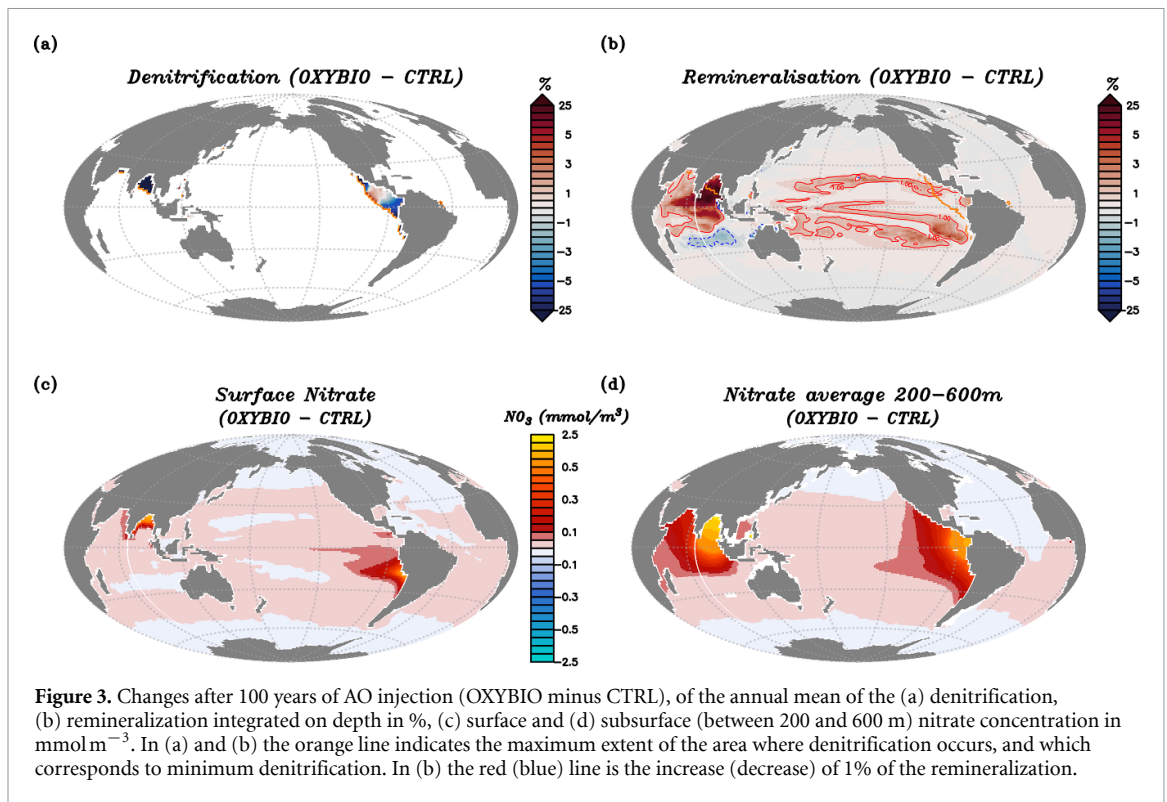 (a)
(b)
Denitrification (OXYBIO − CTRL)
Remineralisation (OXYBIO − CTRL)
%
25
5
3
1
−1
−3
−5
−25
%
25
5
3
1
−1
−3
−5
−25
1.00
1.00
1.00
(c)
(d)
Surface Nitrate
(OXYBIO − CTRL)
NO3 (mmol/m³)
2.5
0.5
0.3
0.1
−0.1
−0.3
−0.5
−2.5
Nitrate average 200−600m
(OXYBIO − CTRL)
Figure 3. Changes after 100 years of AO injection (OXYBIO minus CTRL), of the annual mean of the (a) denitrification,
(b) remineralization integrated on depth in %, (c) surface and (d) subsurface (between 200 and 600 m) nitrate concentration in
mmol m⁻³. In (a) and (b) the orange line indicates the maximum extent of the area where denitrification occurs, and which
corresponds to minimum denitrification. In (b) the red (blue) line is the increase (decrease) of 1% of the remineralization.